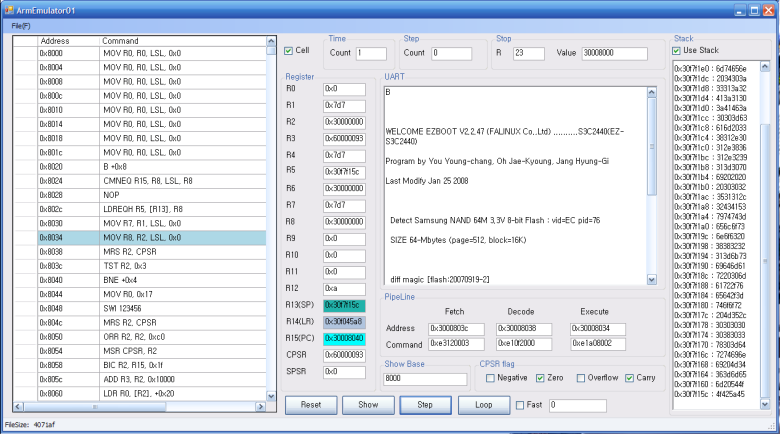 ArmEmulator01
File(F)
Address Command
0x8000 MOV R0, R0, LSL, 0x0
0x8004 MOV R0, R0, LSL, 0x0
0x8008 MOV R0, R0, LSL, 0x0
0x800c MOV R0, R0, LSL, 0x0
0x8010 MOV R0, R0, LSL, 0x0
0x8014 MOV R0, R0, LSL, 0x0
0x8018 MOV R0, R0, LSL, 0x0
0x801c MOV R0, R0, LSL, 0x0
0x8020 B +0x8
0x8024 CMNEQ R15, R8, LSL, R8
0x8028 NOP
0x802c LDREQH R5, [R13], R8
0x8030 MOV R7, R1, LSL, 0x0
0x8034 MOV R8, R2, LSL, 0x0
0x8038 MRS R2, CPSR
0x803c TST R2, 0x3
0x8040 BNE +0x4
0x8044 MOV R0, 0x17
0x8048 SWI 123456
0x804c MRS R2, CPSR
0x8050 ORR R2, R2, 0xc0
0x8054 MSR CPSR, R2
0x8058 BIC R2, R15, 0x1f
0x805c ADD R3, R2, 0x10000
0x8060 LDR R0, [R2], +0x20
Cell
Time
Count 1
Step
Count 0
Stop
R 23 Value 30008000
Register
R0 0x0
R1 0x7d7
R2 0x30000000
R3 0x60000093
R4 0x7d7
R5 0x30f7f15c
R6 0x30000000
R7 0x7d7
R8 0x30000000
R9 0x0
R10 0x0
R11 0x0
R12 0xa
R13(SP) 0x30f7f15c
R14(LR) 0x30f045a8
R15(PC) 0x30008040
CPSR 0x60000093
SPSR 0x0
UART
B
WELCOME EZBOOT V2.2.47 (FALINUX Co.,Ltd) ..........S3C2440(EZ-
S3C2440)
Program by You Young-chang, Oh Jae-Kyoung, Jang Hyung-Gi
Last Modify Jan 25 2008
Detect Samsung NAND 64M 3,3V 8-bit Flash : vid=EC pid=76
SIZE 64-Mbytes (page=512, block=16K)
diff magic [flash:20070919-2]
PipeLine
Fetch Decode Execute
Address 0x3000803c 0x30008038 0x30008034
Command 0xe3120003 0xe10f2000 0xe1a08002
Show Base
8000
CPSR flag
Negative Zero Overflow Carry
Reset Show Step Loop Fast 0
Stack
Use Stack
0x30f7f1e0 : 6d74656e
0x30f7f1dc : 2034303a
0x30f7f1d8 : 33313a32
0x30f7f1d4 : 413a3130
0x30f7f1d0 : 3a41463a
0x30f7f1cc : 30303d63
0x30f7f1c8 : 616d2033
0x30f7f1c4 : 38312e30
0x30f7f1c0 : 312e3836
0x30f7f1bc : 312e3239
0x30f7f1b8 : 313d3070
0x30f7f1b4 : 69202020
0x30f7f1b0 : 20303032
0x30f7f1ac : 3531312c
0x30f7f1a8 : 32434153
0x30f7f1a4 : 7974743d
0x30f7f1a0 : 656c6f73
0x30f7f19c : 6e6f6320
0x30f7f198 : 38363232
0x30f7f194 : 313d6b73
0x30f7f190 : 69646d61
0x30f7f18c : 7220306d
0x30f7f188 : 61722f76
0x30f7f184 : 65642f3d
0x30f7f180 : 746f6f72
0x30f7f17c : 204d352c
0x30f7f178 : 30303030
0x30f7f174 : 30383033
0x30f7f170 : 78303d64
0x30f7f16c : 7274696e
0x30f7f168 : 69204d34
0x30f7f164 : 363d6d65
0x30f7f160 : 6d20544f
0x30f7f15c : 4f425a45
FileSize: 4071af